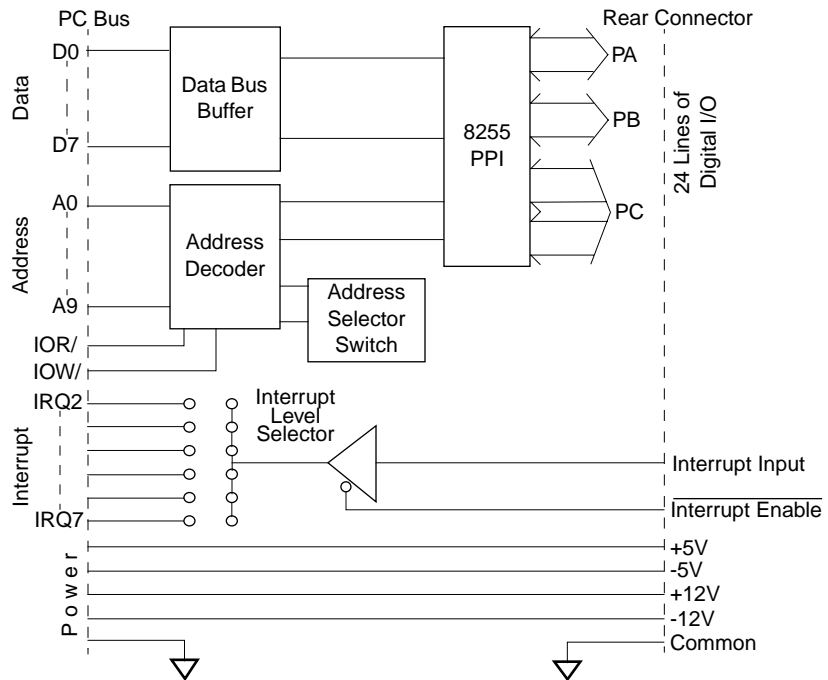 PC Bus
Rear Connector
Data
D0
D7
Data Bus
Buffer
8255
PPI
PA
PB
PC
24 Lines of
Digital I/O
Address
A0
A9
Address
Decoder
Address
Selector
Switch
IOR/
IOW/
Interrupt
IRQ2
IRQ7
Interrupt
Level
Selector
Interrupt Input
Interrupt Enable
Power
+5V
-5V
+12V
-12V
Common